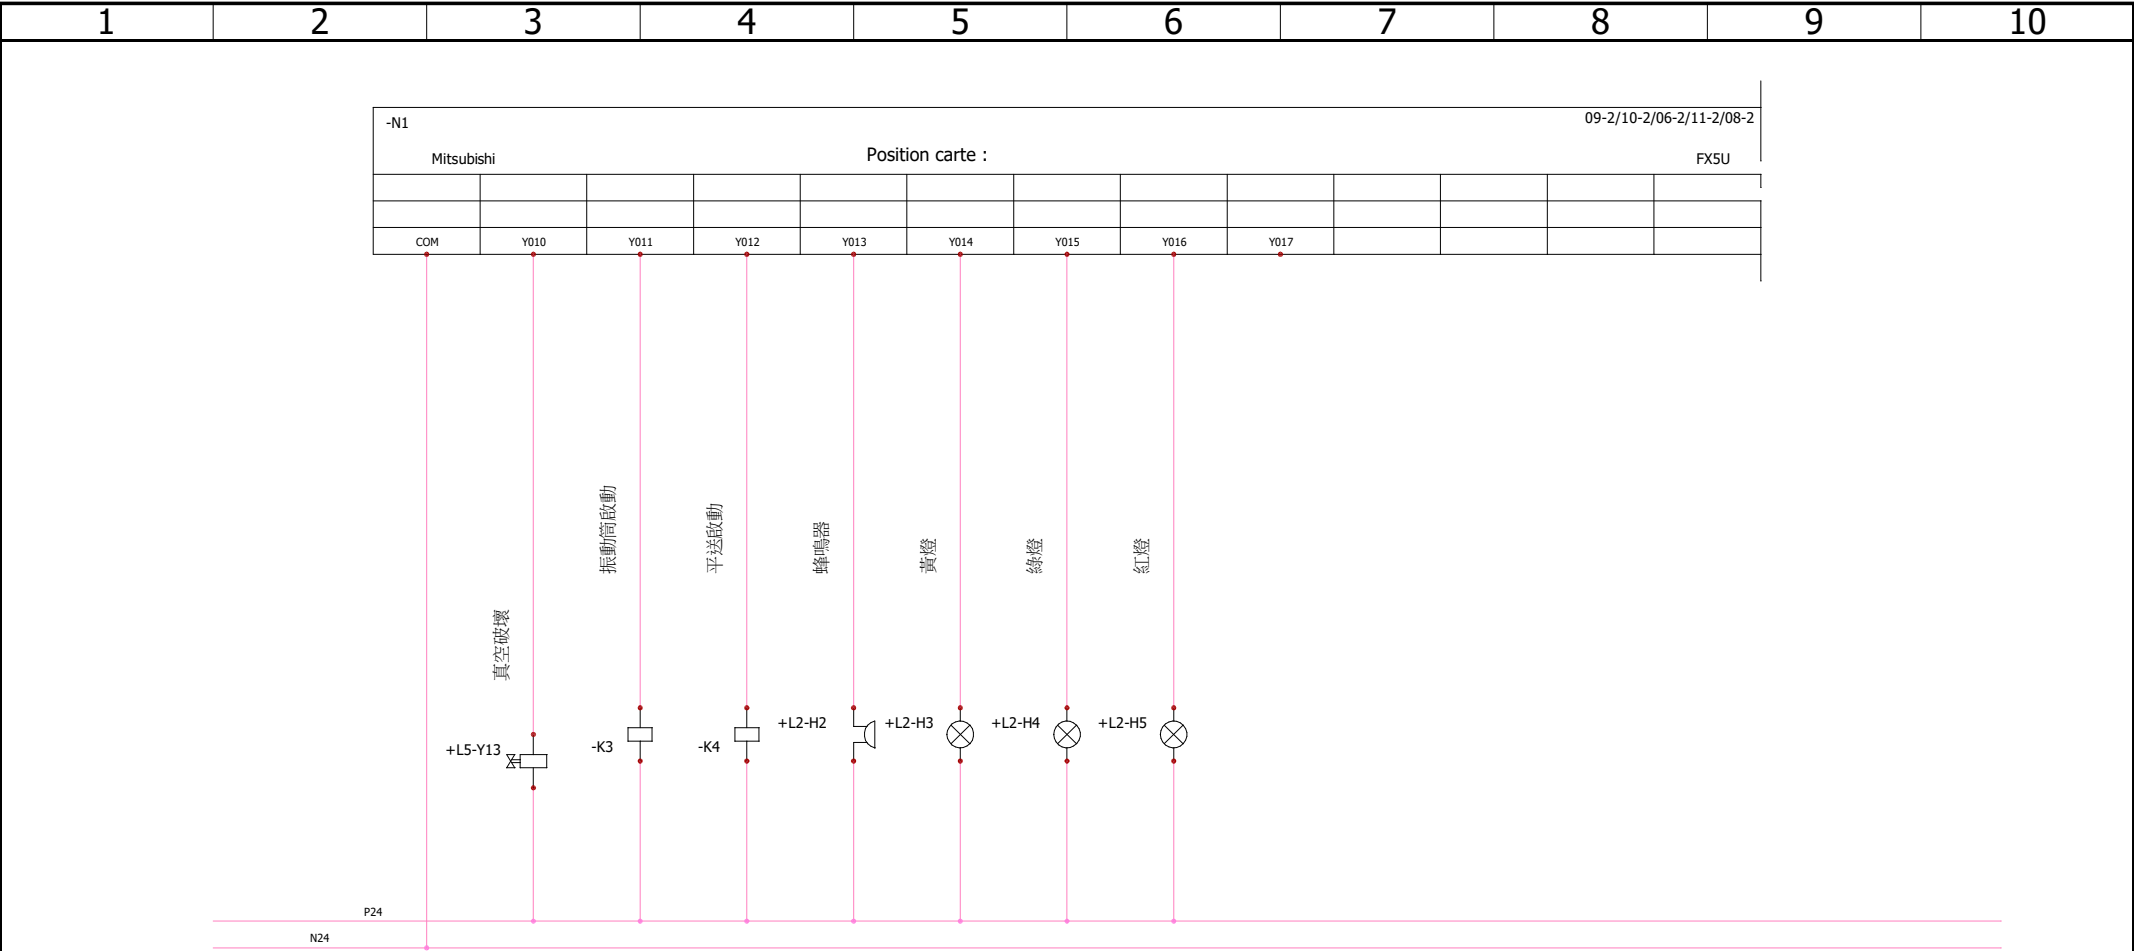 1 2 3 4 5 6 7 8 9 10
-N1 09-2/10-2/06-2/11-2/08-2
Mitsubishi Position carte : FX5U
COM Y010 Y011 Y012 Y013 Y014 Y015 Y016 Y017
真空破壞
振動筒啟動
平送啟動
蜂鳴器
黃燈
綠燈
紅燈
+L5-Y13
-K3
-K4
+L2-H2
+L2-H3
+L2-H4
+L2-H5
P24
N24